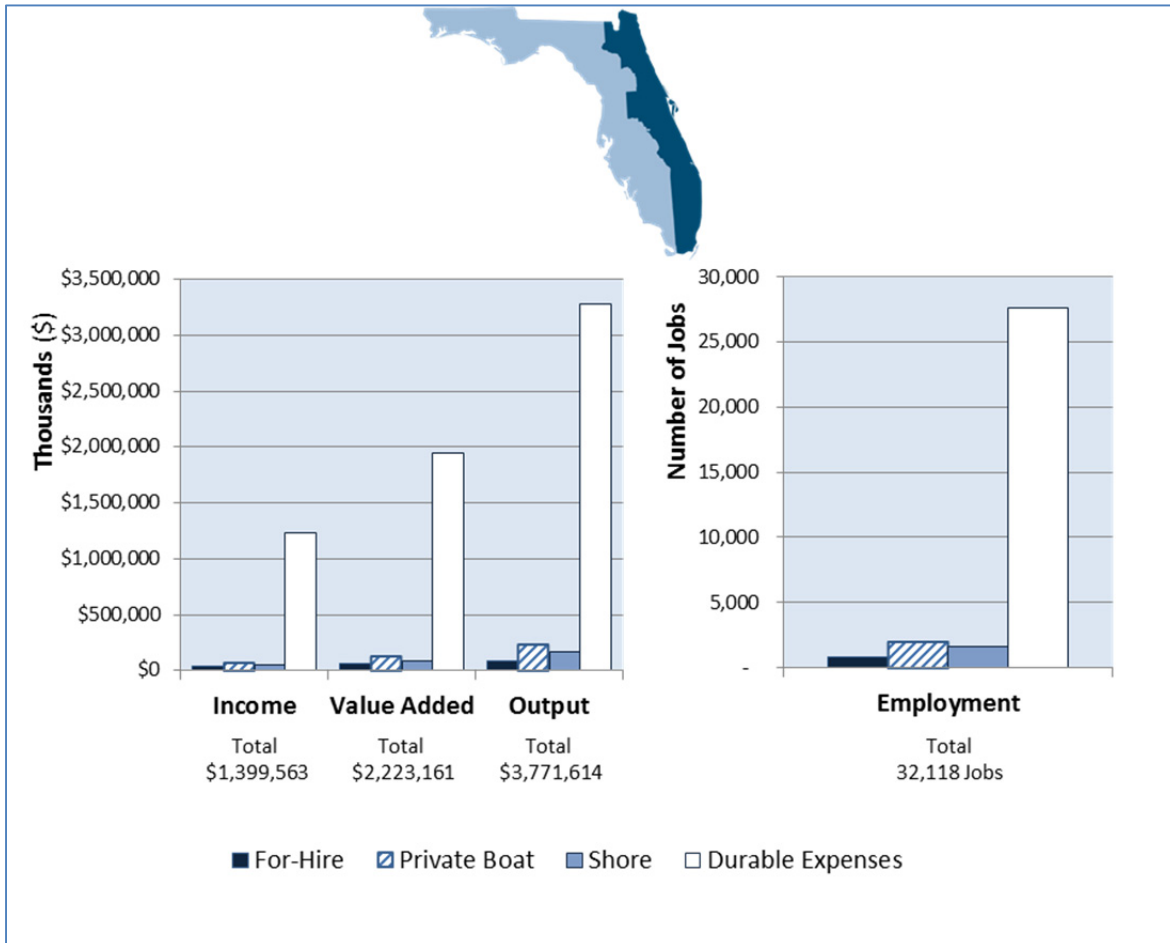 $3,500,000
$3,000,000
$2,500,000
$2,000,000
$1,500,000
$1,000,000
$500,000
$0
Thousands ($)
Income
Value Added
Output
Total
$1,399,563
Total
$2,223,161
Total
$3,771,614
30,000
25,000
20,000
15,000
10,000
5,000
-
Number of Jobs
Employment
Total
32,118 Jobs
For-Hire
Private Boat
Shore
Durable Expenses